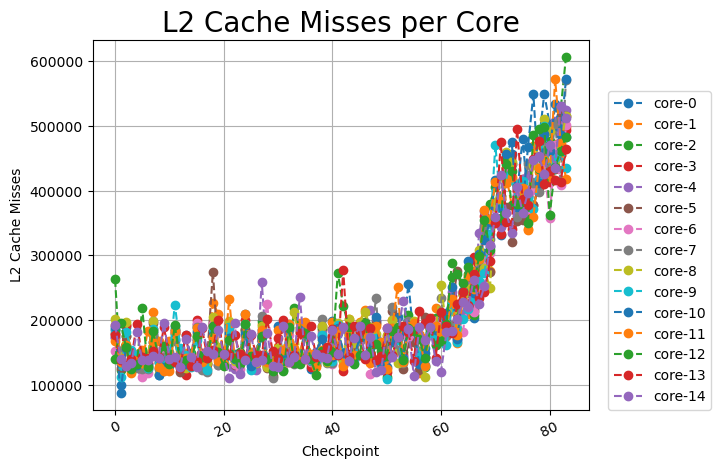 L2 Cache Misses per Core
L2 Cache Misses
600000
500000
400000
300000
200000
100000
0
20
40
60
80
Checkpoint
core-0
core-1
core-2
core-3
core-4
core-5
core-6
core-7
core-8
core-9
core-10
core-11
core-12
core-13
core-14